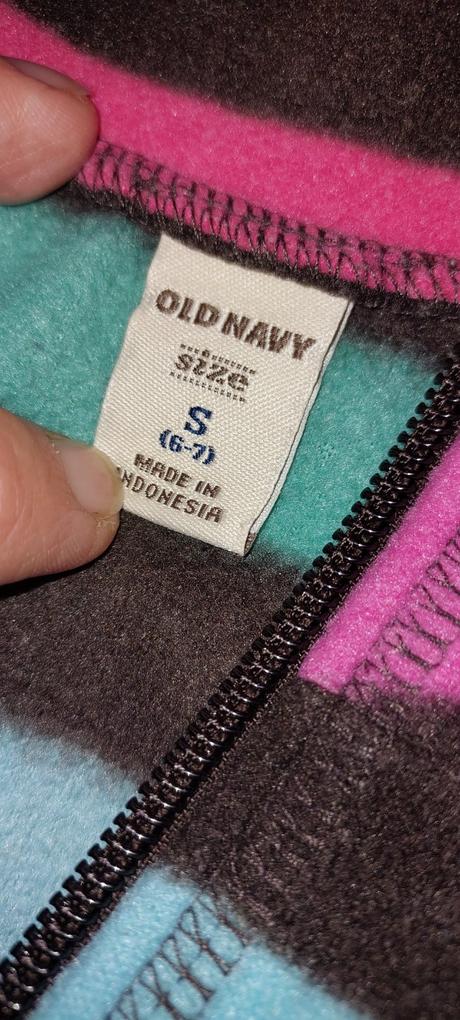 OLD NAVY
size
S
(6-7)
MADE IN
INDONESIA